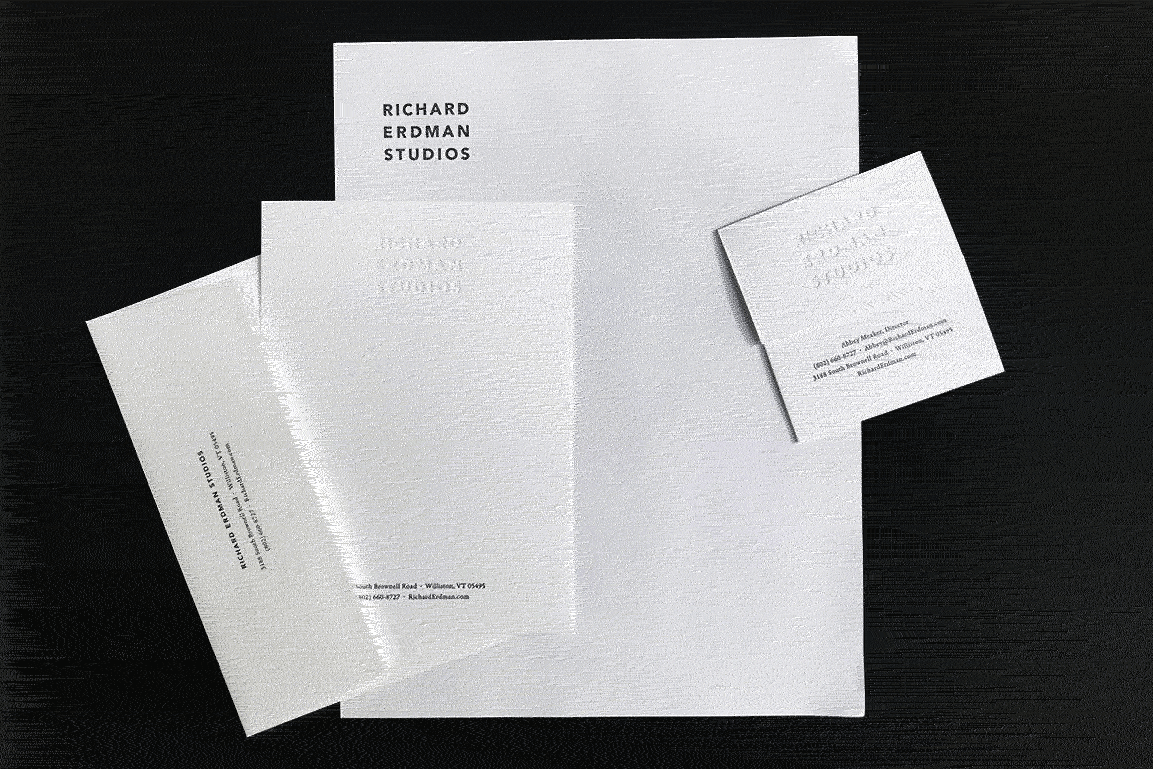 RICHARD
ERDMAN
STUDIOS
RICHARD
ERDMAN
STUDIOS
South Brownell Road · Williston, VT 05495
(802) 660-8727 · RichardErdman.com
RICHARD ERDMAN STUDIOS
3188 South Brownell Road · Williston, VT 05495
(802) 660-8727 RichardErdman.com
RICHARD
ERDMAN
STUDIOS
Abbey Meaker, Director
(802) 660-8727 · Abbey@RichardErdman.com
3188 South Brownell Road · Williston, VT 05495
RichardErdman.com